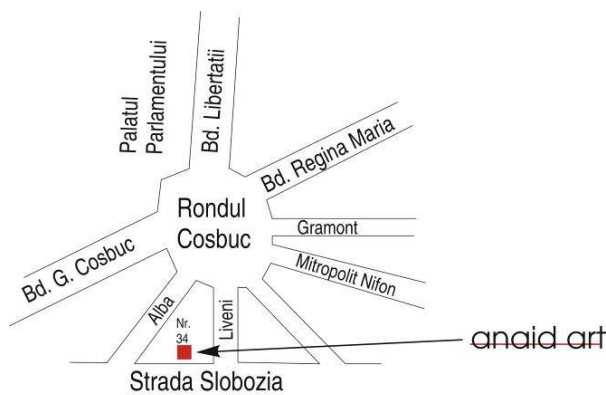 Palatul
Parlamentului
Bd. Libertatii
Bd. Regina Maria
Rondul
Cosbuc
Gramont
Mitropolit Nifon
Bd. G. Cosbuc
Alba
Nr.
34
Liveni
anaid art
Strada Slobozia